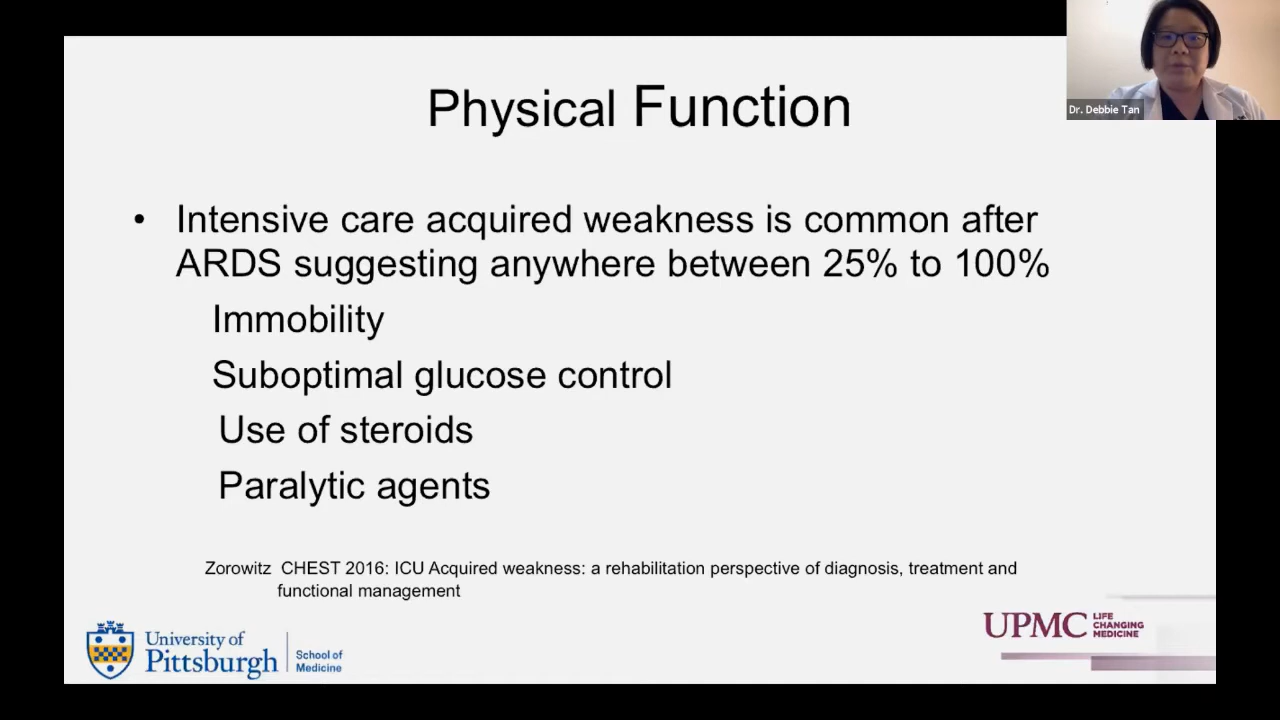 Dr. Debbie Tan
Physical Function
• Intensive care acquired weakness is common after
ARDS suggesting anywhere between 25% to 100%
Immobility
Suboptimal glucose control
Use of steroids
Paralytic agents
Zorowitz CHEST 2016: ICU Acquired weakness: a rehabilitation perspective of diagnosis, treatment and
functional management
University of
Pittsburgh
School of
Medicine
UPMC
LIFE
CHANGING
MEDICINE